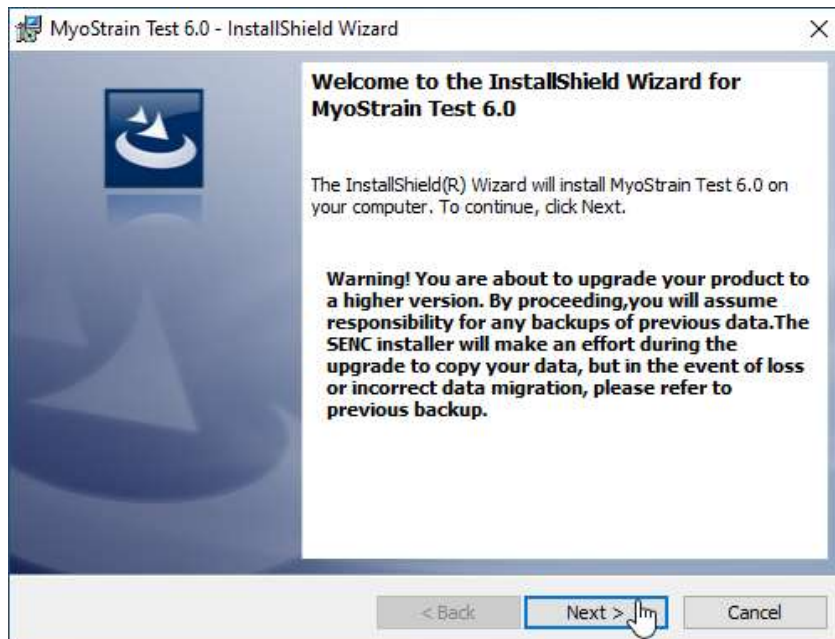 MyoStrain Test 6.0 - InstallShield Wizard
Welcome to the InstallShield Wizard for
MyoStrain Test 6.0
The InstallShield(R) Wizard will install MyoStrain Test 6.0 on
your computer. To continue, click Next.
Warning! You are about to upgrade your product to
a higher version. By proceeding,you will assume
responsibility for any backups of previous data.The
SENC installer will make an effort during the
upgrade to copy your data, but in the event of loss
or incorrect data migration, please refer to
previous backup.
< Back Next > Cancel